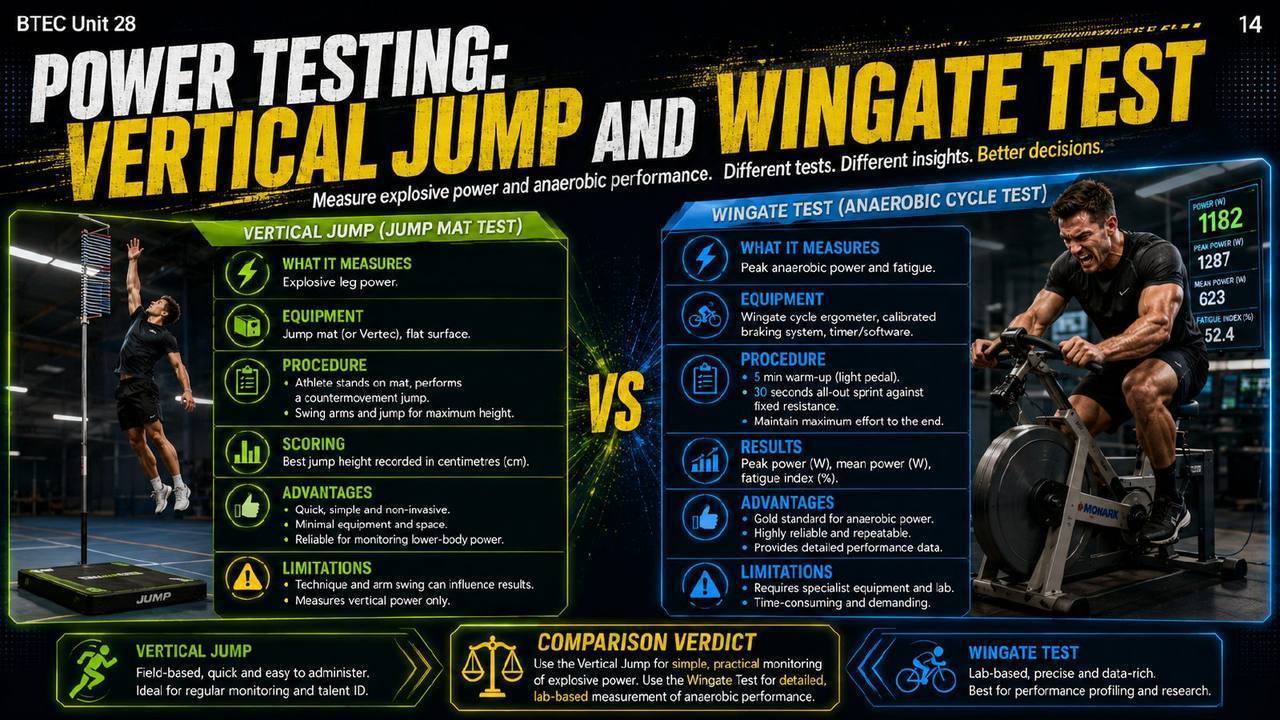 BTEC Unit 28
14
POWER TESTING:
VERTICAL JUMP AND WINGATE TEST
Measure explosive power and anaerobic performance. Different tests. Different insights. Better decisions.
VERTICAL JUMP (JUMP MAT TEST)
WHAT IT MEASURES
Explosive leg power.
EQUIPMENT
Jump mat (or Vertec), flat surface.
PROCEDURE
• Athlete stands on mat, performs
a countermovement jump.
• Swing arms and jump for maximum height.
SCORING
Best jump height recorded in centimetres (cm).
ADVANTAGES
• Quick, simple and non-invasive.
• Minimal equipment and space.
• Reliable for monitoring lower-body power.
LIMITATIONS
• Technique and arm swing can influence results.
• Measures vertical power only.
JUMP
VS
WINGATE TEST (ANAEROBIC CYCLE TEST)
WHAT IT MEASURES
Peak anaerobic power and fatigue.
EQUIPMENT
Wingate cycle ergometer, calibrated
braking system, timer/software.
PROCEDURE
• 5 min warm-up (light pedal).
• 30 seconds all-out sprint against
fixed resistance.
• Maintain maximum effort to the end.
RESULTS
Peak power (W), mean power (W),
fatigue index (%).
ADVANTAGES
• Gold standard for anaerobic power.
• Highly reliable and repeatable.
• Provides detailed performance data.
LIMITATIONS
• Requires specialist equipment and lab.
• Time-consuming and demanding.
POWER (W)
1182
PEAK POWER (W)
1287
MEAN POWER (W)
623
FATIGUE INDEX (%)
52.4
MONARK
VERTICAL JUMP
Field-based, quick and easy to administer.
Ideal for regular monitoring and talent ID.
COMPARISON VERDICT
Use the Vertical Jump for simple, practical monitoring
of explosive power. Use the Wingate Test for detailed,
lab-based measurement of anaerobic performance.
WINGATE TEST
Lab-based, precise and data-rich.
Best for performance profiling and research.